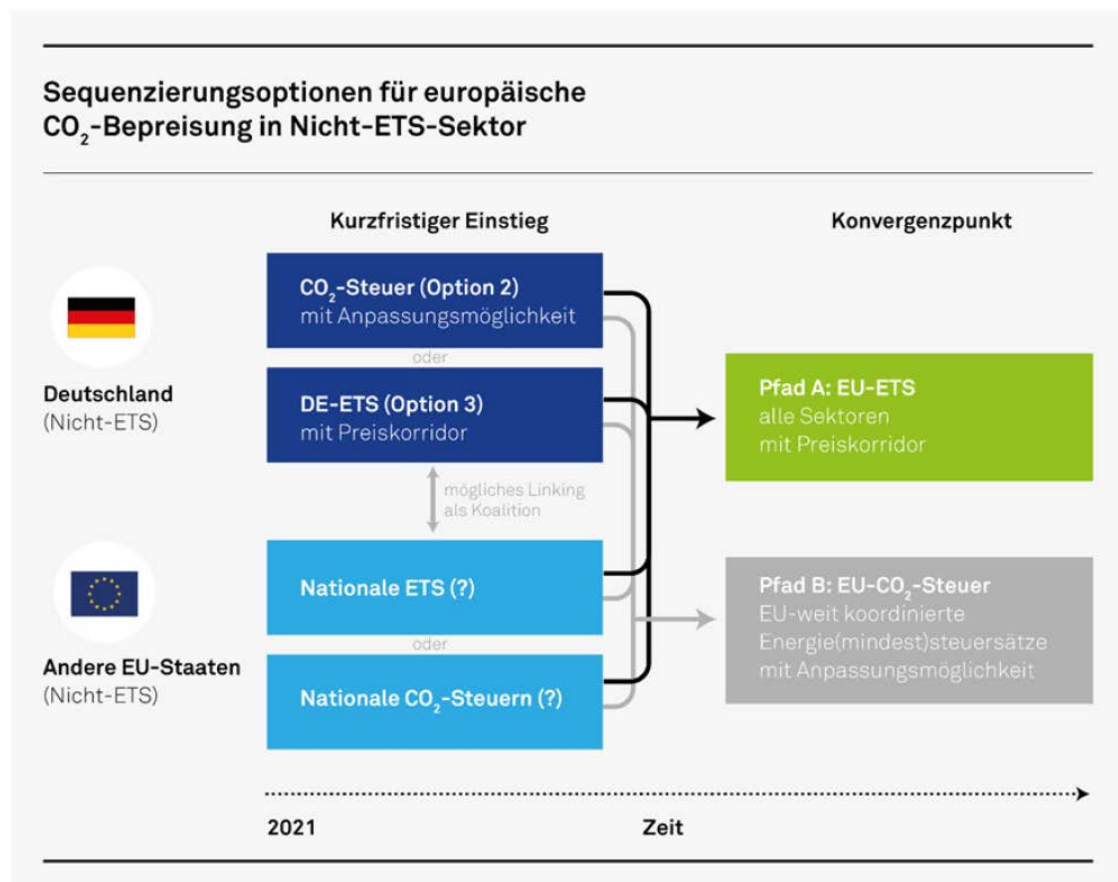 Sequenzierungsoptionen für europäische
CO₂-Bepreisung in Nicht-ETS-Sektor
Kurzfristiger Einstieg
Konvergenzpunkt
Deutschland
(Nicht-ETS)
CO₂-Steuer (Option 2)
mit Anpassungsmöglichkeit
oder
DE-ETS (Option 3)
mit Preiskorridor
mögliches Linking
als Koalition
Andere EU-Staaten
(Nicht-ETS)
Nationale ETS (?)
oder
Nationale CO₂-Steuern (?)
Pfad A: EU-ETS
alle Sektoren
mit Preiskorridor
Pfad B: EU-CO₂-Steuer
EU-weit koordinierte
Energie(mindest)steuersätze
mit Anpassungsmöglichkeit
2021
Zeit